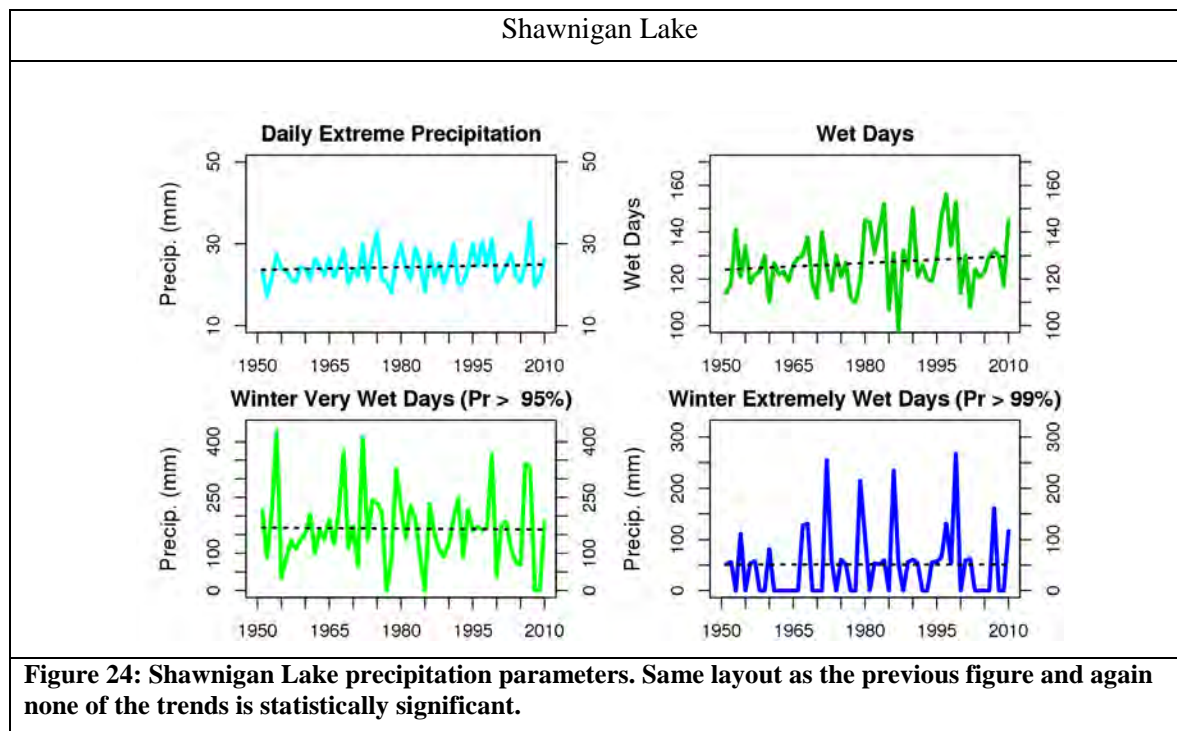 Shawnigan Lake
Daily Extreme Precipitation
Precip. (mm)
10 30 50
10 30 50
1950 1965 1980 1995 2010
Wet Days
Wet Days
100 120 140 160
100 120 140 160
1950 1965 1980 1995 2010
Winter Very Wet Days (Pr > 95%)
Precip. (mm)
0 100 250 400
0 100 250 400
1950 1965 1980 1995 2010
Winter Extremely Wet Days (Pr > 99%)
Precip. (mm)
0 100 200 300
0 100 200 300
1950 1965 1980 1995 2010
Figure 24: Shawnigan Lake precipitation parameters. Same layout as the previous figure and again
none of the trends is statistically significant.